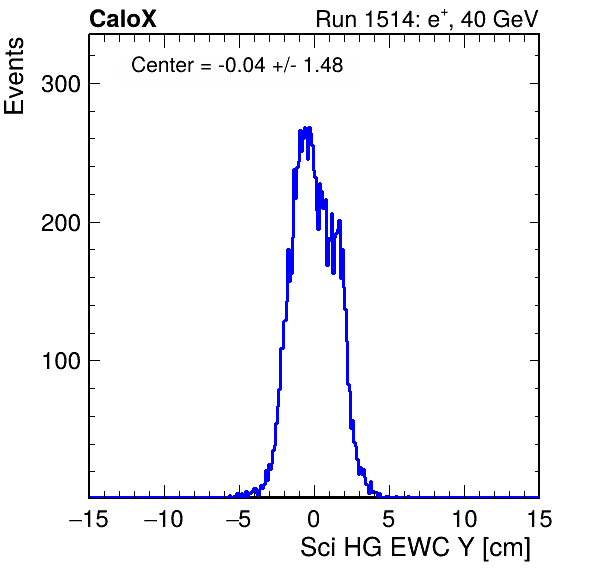 CaloX Run 1514: e⁺, 40 GeV
Center = -0.04 +/- 1.48
Events
300
200
100
−15 −10 −5 0 5 10 15
Sci HG EWC Y [cm]